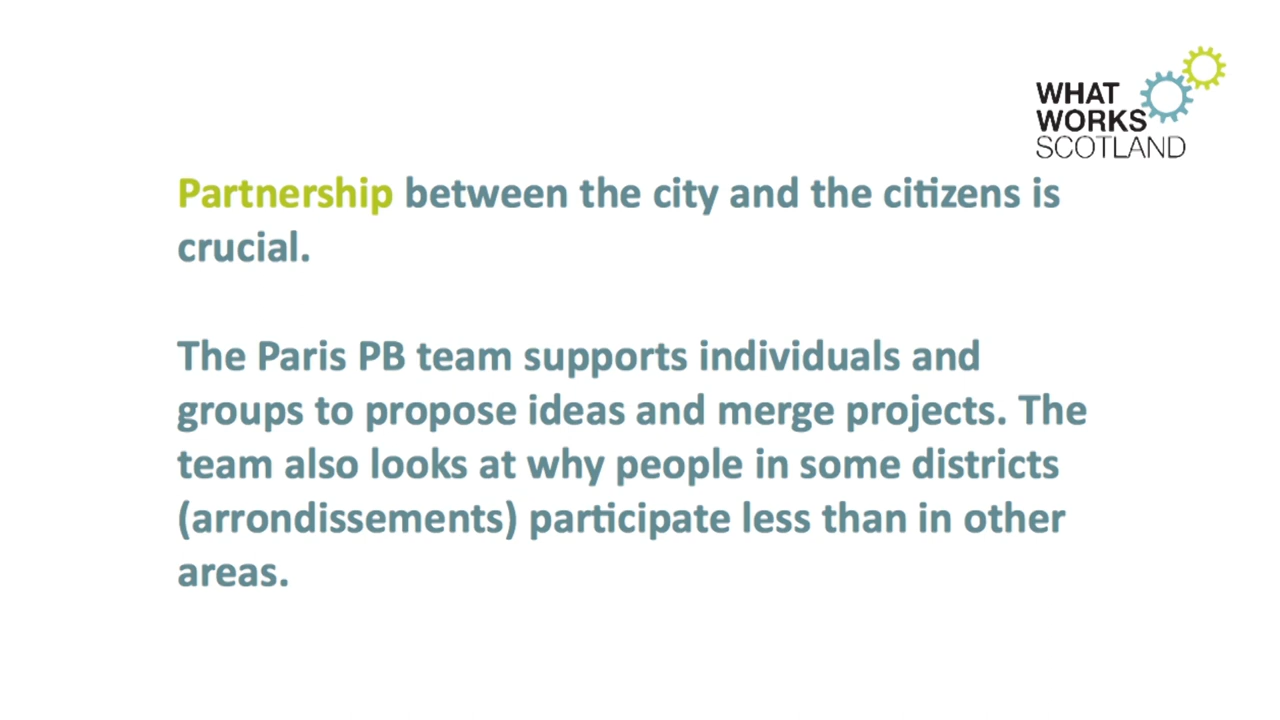 WHAT
WORKS
SCOTLAND
Partnership between the city and the citizens is
crucial.
The Paris PB team supports individuals and
groups to propose ideas and merge projects. The
team also looks at why people in some districts
(arrondissements) participate less than in other
areas.